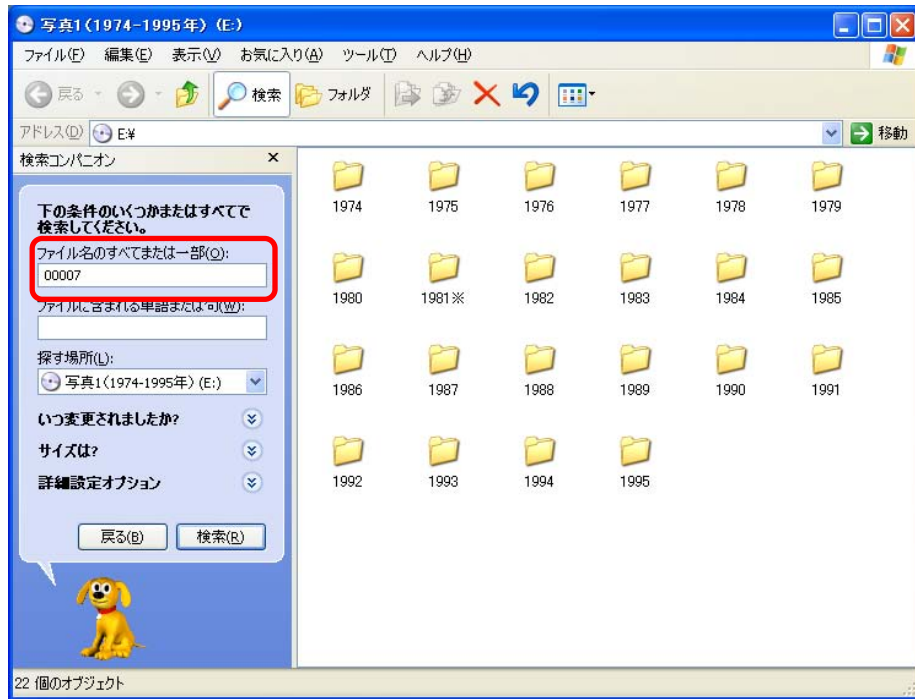 写真1(1974-1995年) (E:)
ファイル(F) 編集(E) 表示(V) お気に入り(A) ツール(T) ヘルプ(H)
戻る 検索 フォルダ
アドレス(D) E:¥ 移動
検索コンパニオン
下の条件のいくつかまたはすべてで
検索してください。
ファイル名のすべてまたは一部(O):
00007
ファイルに含まれる単語または句(W):
探す場所(L):
写真1(1974-1995年) (E:)
いつ変更されましたか?
サイズは?
詳細設定オプション
戻る(B) 検索(R)
1974 1975 1976 1977 1978 1979
1980 1981※ 1982 1983 1984 1985
1986 1987 1988 1989 1990 1991
1992 1993 1994 1995
22 個のオブジェクト